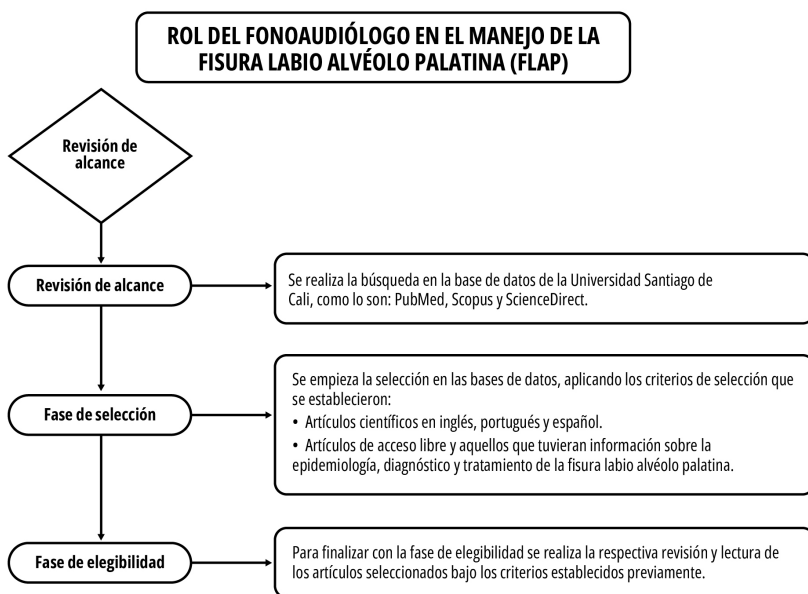 ROL DEL FONOAUDIÓLOGO EN EL MANEJO DE LA
FISURA LABIO ALVÉOLO PALATINA (FLAP)
Revisión de
alcance
Revisión de alcance
Se realiza la búsqueda en la base de datos de la Universidad Santiago de
Cali, como lo son: PubMed, Scopus y ScienceDirect.
Fase de selección
Se empieza la selección en las bases de datos, aplicando los criterios de selección que
se establecieron:
• Artículos científicos en inglés, portugués y español.
• Artículos de acceso libre y aquellos que tuvieran información sobre la
epidemiología, diagnóstico y tratamiento de la fisura labio alvéolo palatina.
Fase de elegibilidad
Para finalizar con la fase de elegibilidad se realiza la respectiva revisión y lectura de
los artículos seleccionados bajo los criterios establecidos previamente.